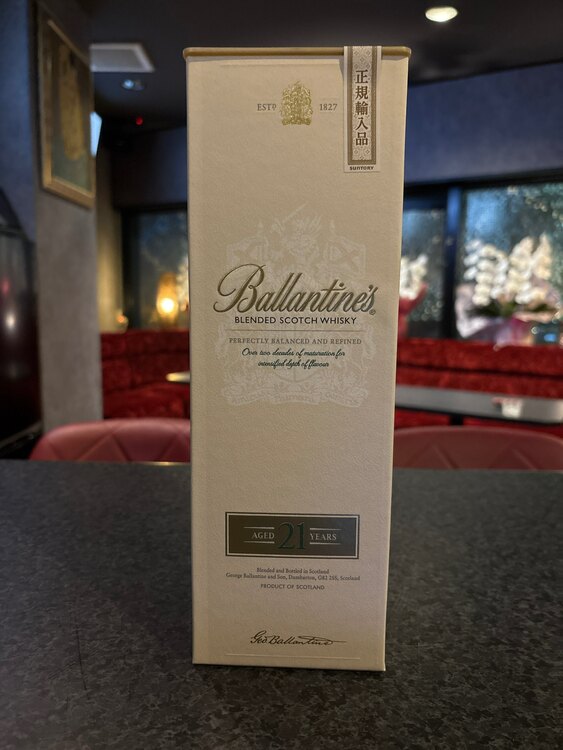 ESTD 1827
正規輸入品
SUNTORY
Ballantine's
BLENDED SCOTCH WHISKY
PERFECTLY BALANCED AND REFINED
Over two decades of maturation for
intensified depth of flavour
AGED 21 YEARS
Blended and Bottled in Scotland
George Ballantine and Son, Dumbarton, G82 2SS, Scotland
PRODUCT OF SCOTLAND
Geo Ballantine